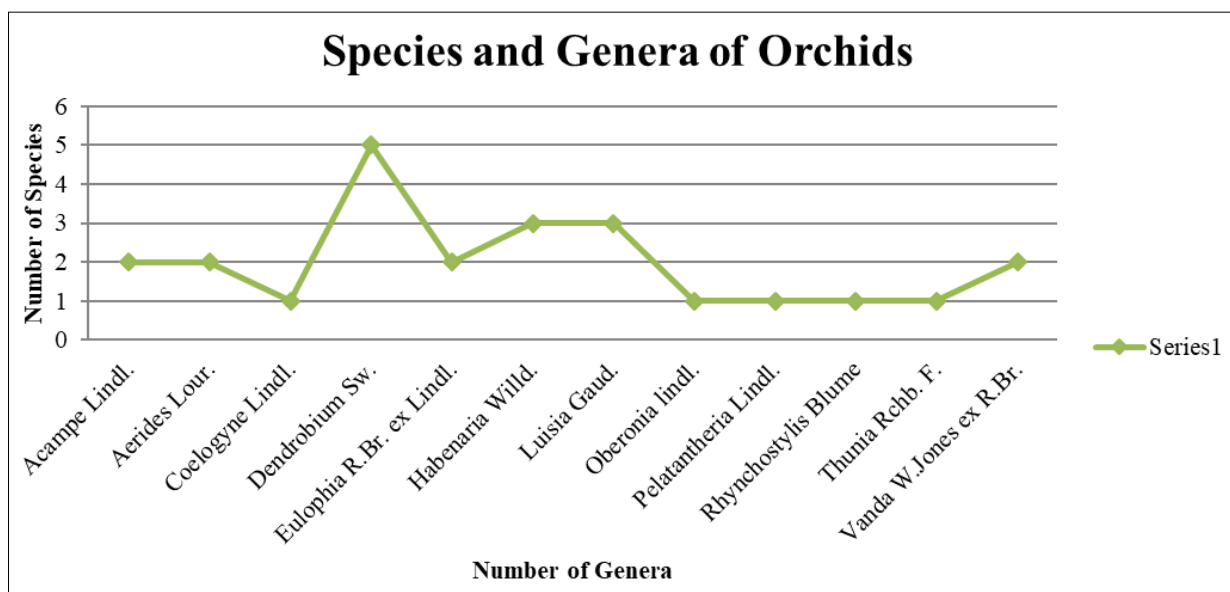 Species and Genera of Orchids
Number of Species
6
5
4
3
2
1
0
Series1
Acampe Lindl.
Aerides Lour.
Coelogyne Lindl.
Dendrobium Sw.
Eulophia R.Br. ex Lindl.
Habenaria Willd.
Luisia Gaud.
Oberonia lindl.
Pelatantheria Lindl.
Rhynchostylis Blume
Thunia Rchb. F.
Vanda W.Jones ex R.Br.
Number of Genera